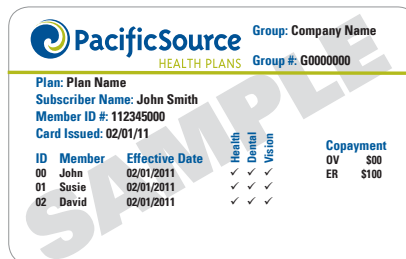 PacificSource
HEALTH PLANS
Group: Company Name
Group #: G0000000
Plan: Plan Name
Subscriber Name: John Smith
Member ID #: 112345000
Card Issued: 02/01/11
ID Member Effective Date Health Dental Vision
00 John 02/01/2011 ✓ ✓ ✓
01 Susie 02/01/2011 ✓ ✓ ✓
02 David 02/01/2011 ✓ ✓ ✓
Copayment
OV $00
ER $100
SAMPLE